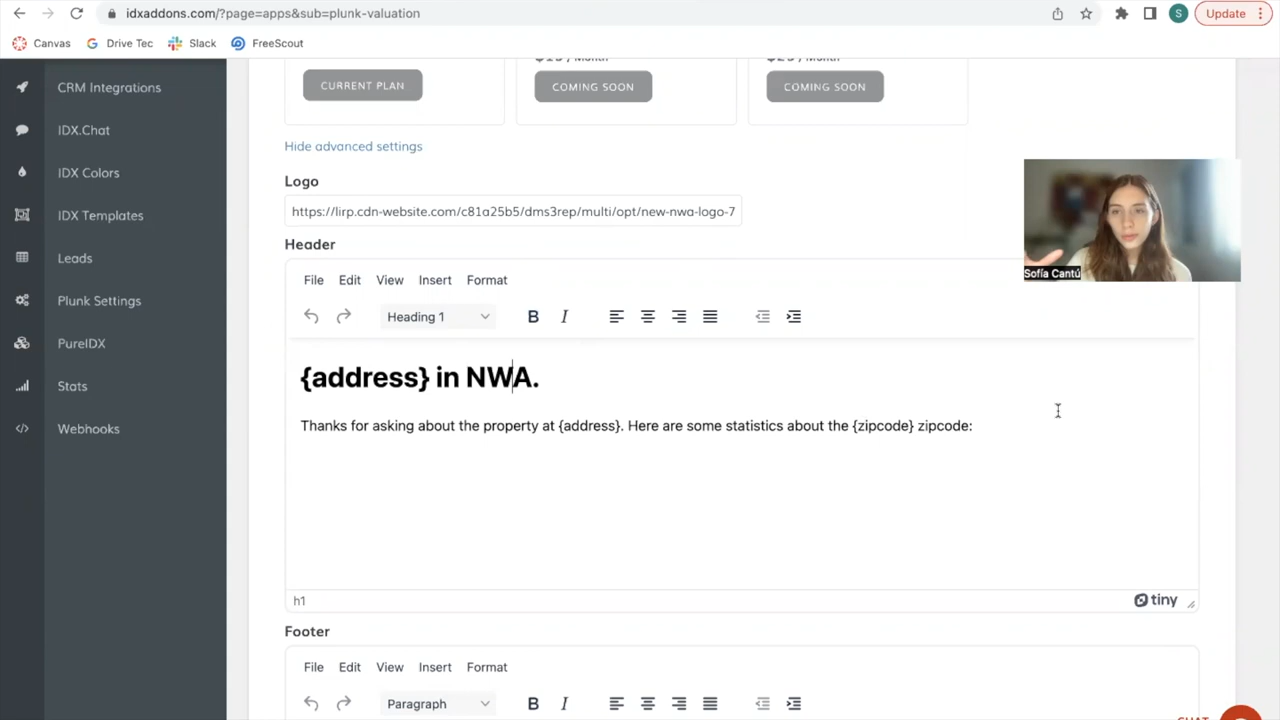 idxaddons.com/?page=apps&sub=plunk-valuation
S
Update
Canvas
Drive Tec
Slack
FreeScout
CRM Integrations
IDX.Chat
IDX Colors
IDX Templates
Leads
Plunk Settings
PureIDX
Stats
Webhooks
/ Month
/ Month
CURRENT PLAN
COMING SOON
COMING SOON
Hide advanced settings
Logo
https://lirp.cdn-website.com/c81a25b5/dms3rep/multi/opt/new-nwa-logo-7
Sofía Cantú
Header
File Edit View Insert Format
Heading 1 B I
{address} in NWA.
Thanks for asking about the property at {address}. Here are some statistics about the {zipcode} zipcode:
h1
tiny
Footer
File Edit View Insert Format
Paragraph B I
CHAT